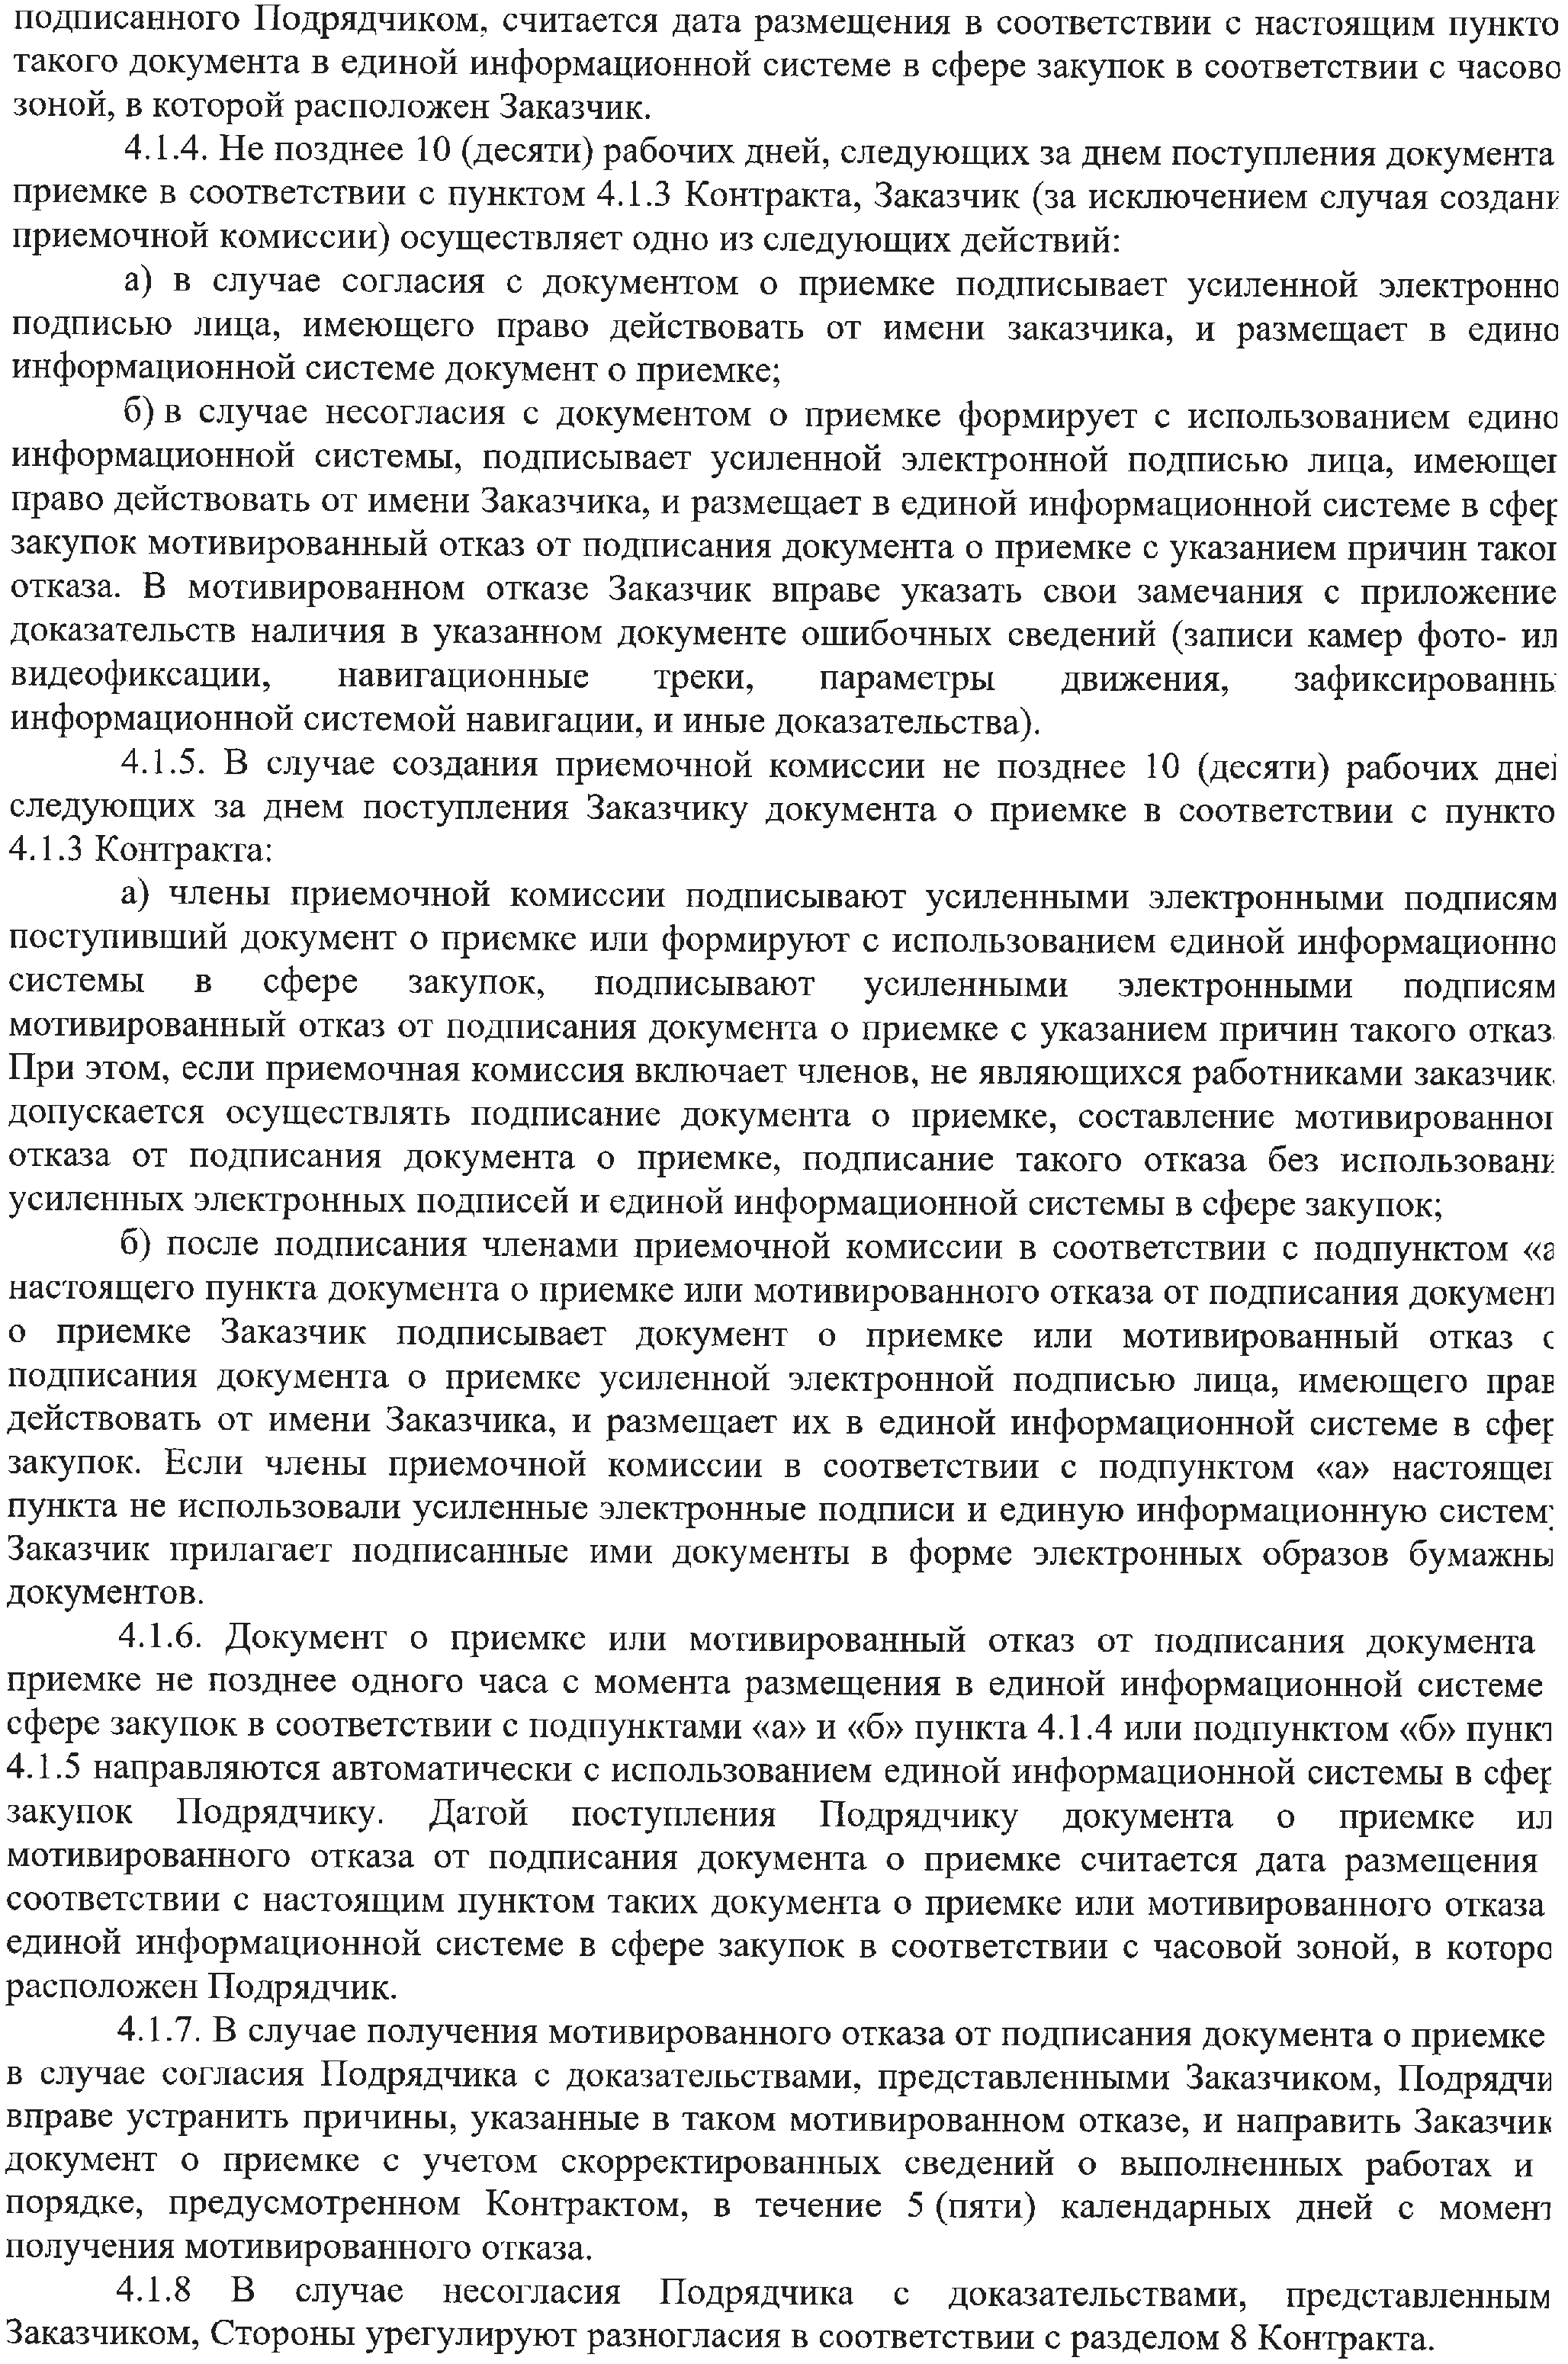 подписанного Подрядчиком, считается дата размещения в соответствии с настоящим пункто
такого документа в единой информационной системе в сфере закупок в соответствии с часово
зоной, в которой расположен Заказчик.
4.1.4. Не позднее 10 (десяти) рабочих дней, следующих за днем поступления документа
приемке в соответствии с пунктом 4.1.3 Контракта, Заказчик (за исключением случая создани
приемочной комиссии) осуществляет одно из следующих действий:
а) в случае согласия с документом о приемке подписывает усиленной электронно
подписью лица, имеющего право действовать от имени заказчика, и размещает в едино
информационной системе документ о приемке;
б) в случае несогласия с документом о приемке формирует с использованием едино
информационной системы, подписывает усиленной электронной подписью лица, имеющег
право действовать от имени Заказчика, и размещает в единой информационной системе в сфер
закупок мотивированный отказ от подписания документа о приемке с указанием причин таког
отказа. В мотивированном отказе Заказчик вправе указать свои замечания с приложение
доказательств наличия в указанном документе ошибочных сведений (записи камер фото- ил
видеофиксации, навигационные треки, параметры движения, зафиксированны
информационной системой навигации, и иные доказательства).
4.1.5. В случае создания приемочной комиссии не позднее 10 (десяти) рабочих дней
следующих за днем поступления Заказчику документа о приемке в соответствии с пункто
4.1.3 Контракта:
а) члены приемочной комиссии подписывают усиленными электронными подписям
поступивший документ о приемке или формируют с использованием единой информационно
системы в сфере закупок, подписывают усиленными электронными подписям
мотивированный отказ от подписания документа о приемке с указанием причин такого отказ
При этом, если приемочная комиссия включает членов, не являющихся работниками заказчик
допускается осуществлять подписание документа о приемке, составление мотивированног
отказа от подписания документа о приемке, подписание такого отказа без использовани
усиленных электронных подписей и единой информационной системы в сфере закупок;
б) после подписания членами приемочной комиссии в соответствии с подпунктом «а
настоящего пункта документа о приемке или мотивированного отказа от подписания документ
о приемке Заказчик подписывает документ о приемке или мотивированный отказ о
подписания документа о приемке усиленной электронной подписью лица, имеющего прав
действовать от имени Заказчика, и размещает их в единой информационной системе в сфер
закупок. Если члены приемочной комиссии в соответствии с подпунктом «а» настоящег
пункта не использовали усиленные электронные подписи и единую информационную систему
Заказчик прилагает подписанные ими документы в форме электронных образов бумажны
документов.
4.1.6. Документ о приемке или мотивированный отказ от подписания документа
приемке не позднее одного часа с момента размещения в единой информационной системе
сфере закупок в соответствии с подпунктами «а» и «б» пункта 4.1.4 или подпунктом «б» пункт
4.1.5 направляются автоматически с использованием единой информационной системы в сфер
закупок Подрядчику. Датой поступления Подрядчику документа о приемке ил
мотивированного отказа от подписания документа о приемке считается дата размещения
соответствии с настоящим пунктом таких документа о приемке или мотивированного отказа
единой информационной системе в сфере закупок в соответствии с часовой зоной, в которо
расположен Подрядчик.
4.1.7. В случае получения мотивированного отказа от подписания документа о приемке
в случае согласия Подрядчика с доказательствами, представленными Заказчиком, Подрядчи
вправе устранить причины, указанные в таком мотивированном отказе, и направить Заказчик
документ о приемке с учетом скорректированных сведений о выполненных работах и
порядке, предусмотренном Контрактом, в течение 5 (пяти) календарных дней с момент
получения мотивированного отказа.
4.1.8 В случае несогласия Подрядчика с доказательствами, представленным
Заказчиком, Стороны урегулируют разногласия в соответствии с разделом 8 Контракта.